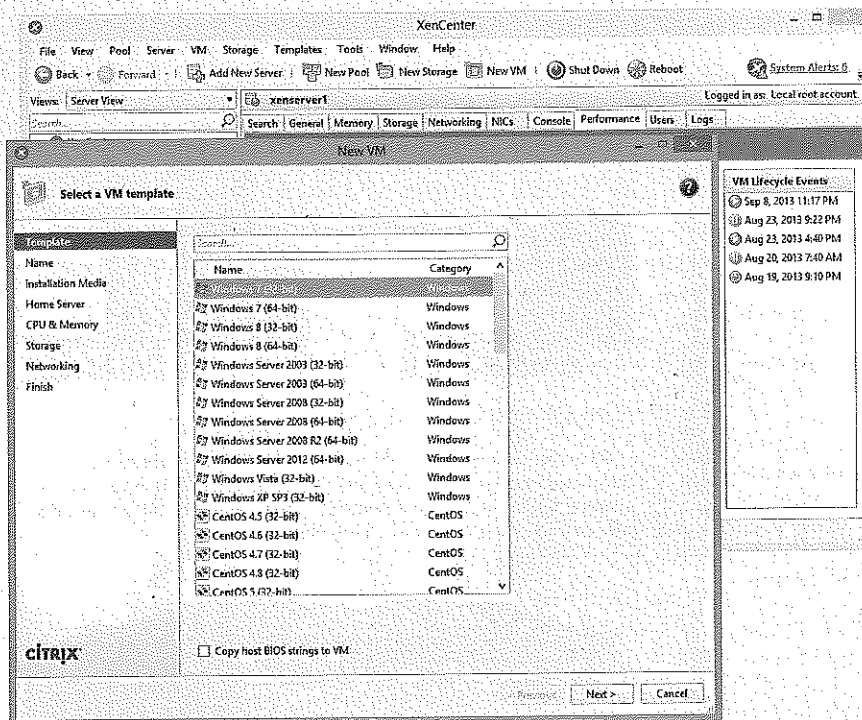 XenCenter
File View Pool Server VM Storage Templates Tools Window Help
Back Forward Add New Server New Pool New Storage New VM Shut Down Reboot System Alerts: 6
Views: Server View xenserver1 Logged in as: Local root account
Search... Search General Memory Storage Networking NICs Console Performance Users Logs
New VM
Select a VM template
VM Lifecycle Events
Sep 8, 2013 11:17 PM
Aug 23, 2013 9:22 PM
Aug 23, 2013 4:40 PM
Aug 20, 2013 7:40 AM
Aug 19, 2013 9:10 PM
Template
Name
Installation Media
Home Server
CPU & Memory
Storage
Networking
Finish
Search...
Name Category
Windows 7 (64-bit) Windows
Windows 8 (32-bit) Windows
Windows 8 (64-bit) Windows
Windows Server 2003 (32-bit) Windows
Windows Server 2003 (64-bit) Windows
Windows Server 2008 (32-bit) Windows
Windows Server 2008 (64-bit) Windows
Windows Server 2008 R2 (64-bit) Windows
Windows Server 2012 (64-bit) Windows
Windows Vista (32-bit) Windows
Windows XP SP3 (32-bit) Windows
CentOS 4.5 (32-bit) CentOS
CentOS 4.6 (32-bit) CentOS
CentOS 4.7 (32-bit) CentOS
CentOS 4.8 (32-bit) CentOS
CentOS 5 (32-bit) CentOS
Copy host BIOS strings to VM
CITRIX
< Previous Next > Cancel